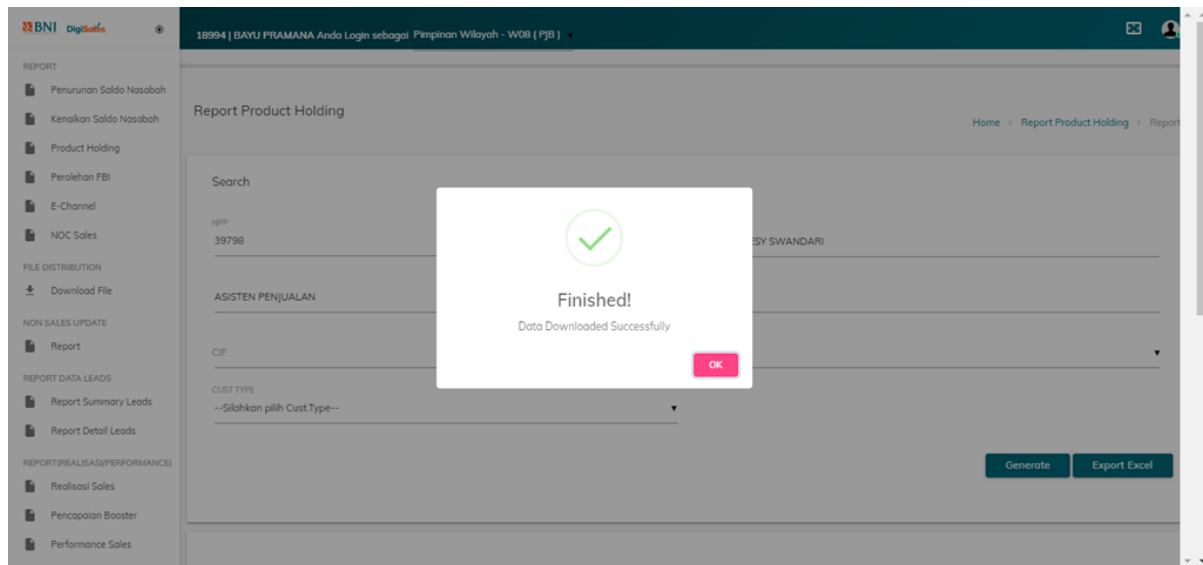 BNI DigiSales
18994 | BAYU PRAMANA Anda Login sebagai Pimpinan Wilayah - W08 ( PJB )
REPORT
Penurunan Saldo Nasabah
Kenaikan Saldo Nasabah
Product Holding
Perolehan FBI
E-Channel
NOC Sales
FILE DISTRIBUTION
Download File
NON SALES UPDATE
Report
REPORT DATA LEADS
Report Summary Leads
Report Detail Leads
REPORT(REALISASI/PERFORMANCE)
Realisasi Sales
Pencapaian Booster
Performance Sales
Report Product Holding
Home > Report Product Holding > Report
Search
NPP
39798
SWANDARI
ASISTEN PENJUALAN
CIF
CUST TYPE
--Silahkan pilih Cust.Type--
Generate
Export Excel
Finished!
Data Downloaded Successfully
OK